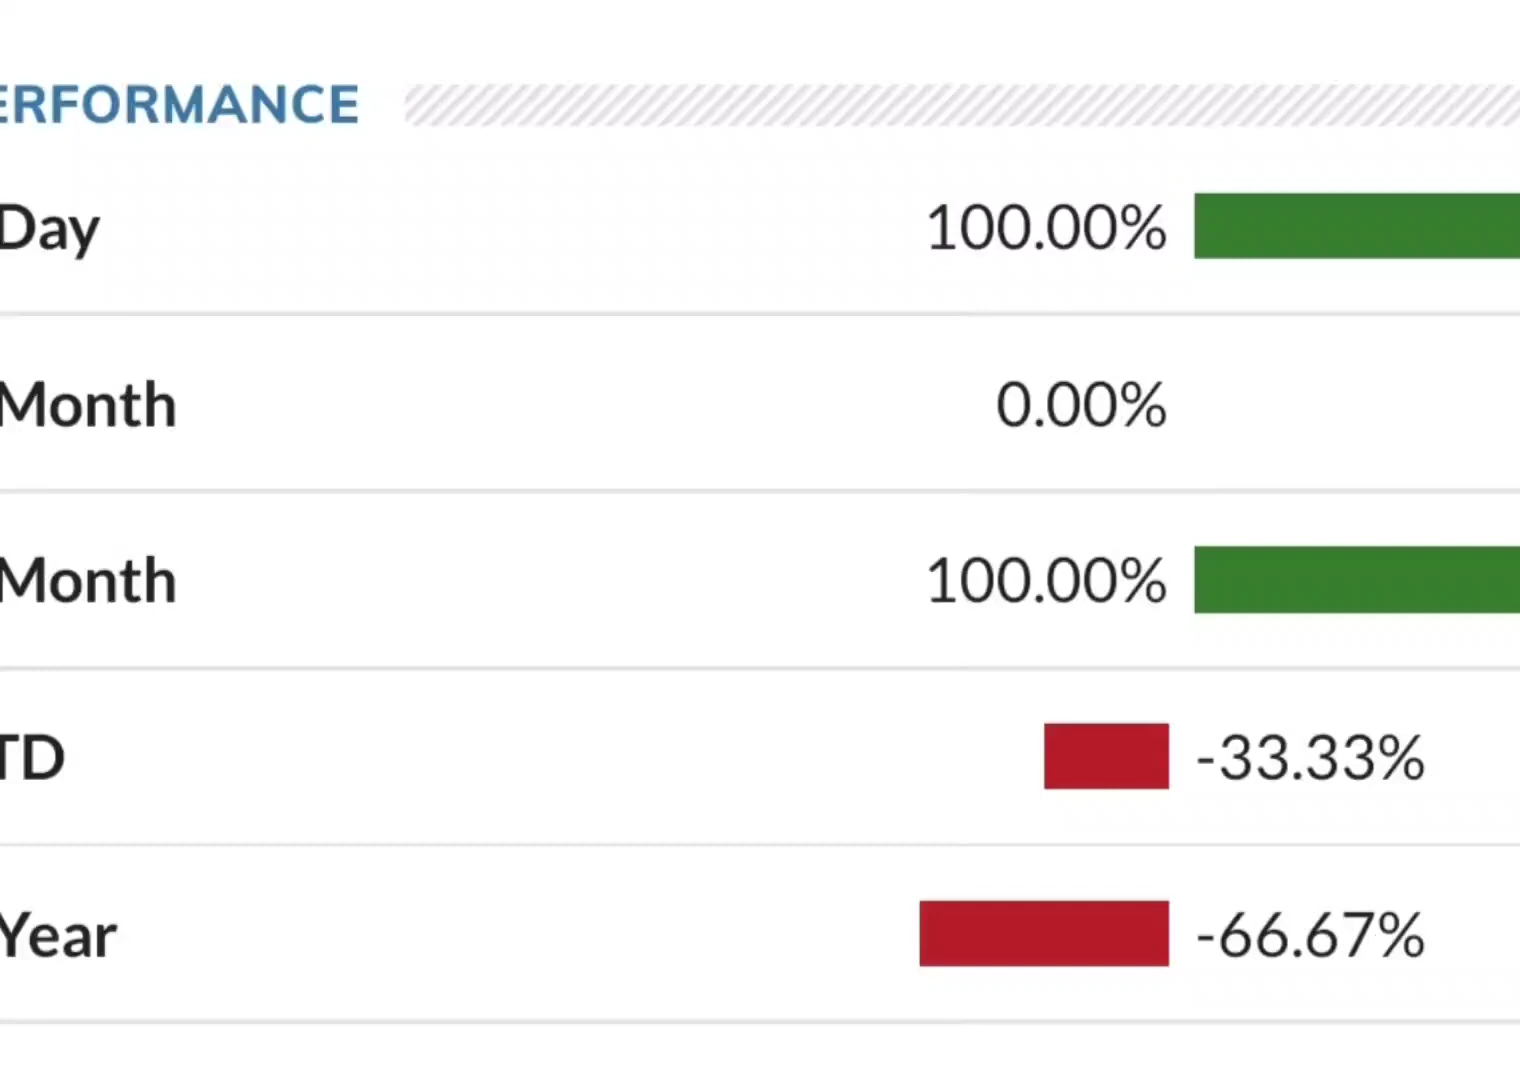 ERFORMANCE
Day 100.00%
Month 0.00%
Month 100.00%
TD -33.33%
Year -66.67%